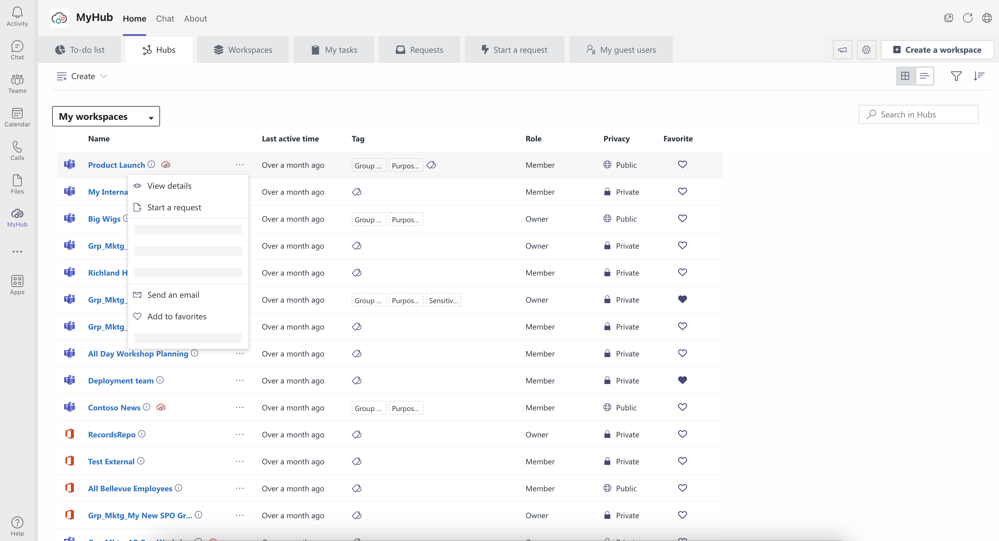 Activity
Chat
Teams
Calendar
Calls
Files
MyHub
Apps
Help
MyHub Home Chat About
To-do list Hubs Workspaces My tasks Requests Start a request My guest users Create a workspace
Create
My workspaces
Search in Hubs
Name Last active time Tag Role Privacy Favorite
Product Launch Over a month ago Group ... Purpos... Member Public
View details
Start a request
Send an email
Add to favorites
My Interna Over a month ago Member Private
Big Wigs Over a month ago Group ... Purpos... Owner Public
Grp_Mktg_ Over a month ago Owner Private
Richland H Over a month ago Member Private
Grp_Mktg_ Over a month ago Group ... Purpos... Sensitiv... Owner Private
Grp_Mktg_ Over a month ago Member Private
All Day Workshop Planning Over a month ago Member Private
Deployment team Over a month ago Member Private
Contoso News Over a month ago Group ... Purpos... Member Public
RecordsRepo Over a month ago Owner Private
Test External Over a month ago Member Private
All Bellevue Employees Over a month ago Member Public
Grp_Mktg_My New SPO Gr... Over a month ago Owner Private